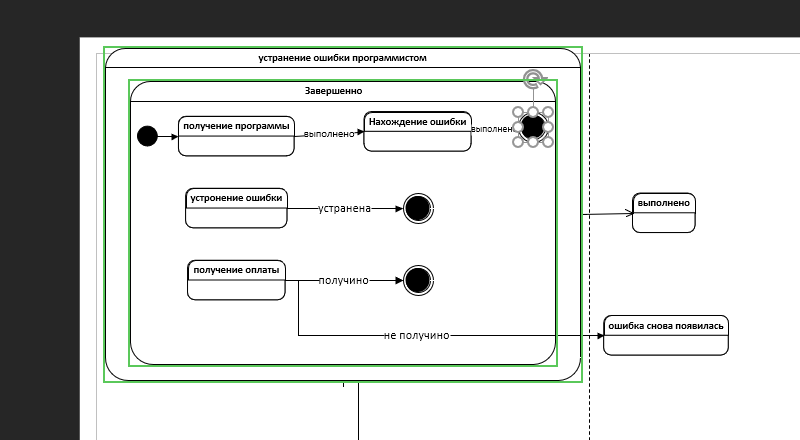 устранение ошибки программистом
Завершенно
получение программы
выполнено
Нахождение ошибки
выполнен
устронение ошибки
устранена
выполнено
получение оплаты
получино
не получино
ошибка снова появилась